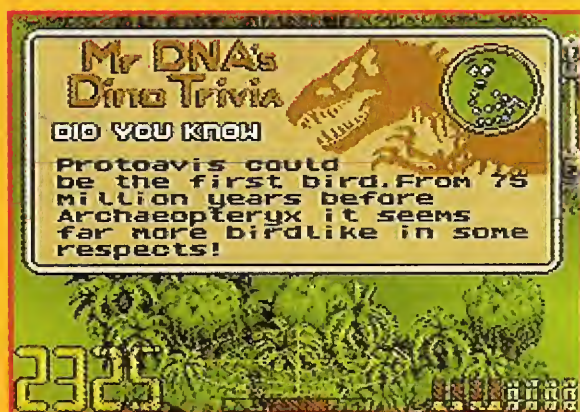 Mr DNA's
Dino Trivia
DID YOU KNOW
Protoavis could
be the first bird.From 75
million years before
Archaeopteryx it seems
far more birdlike in some
respects!
2325